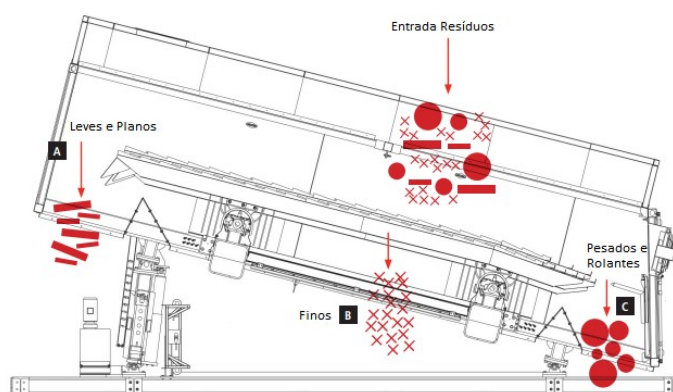 Entrada Resíduos
Leves e Planos
A
Pesados e
Rolantes
C
Finos B